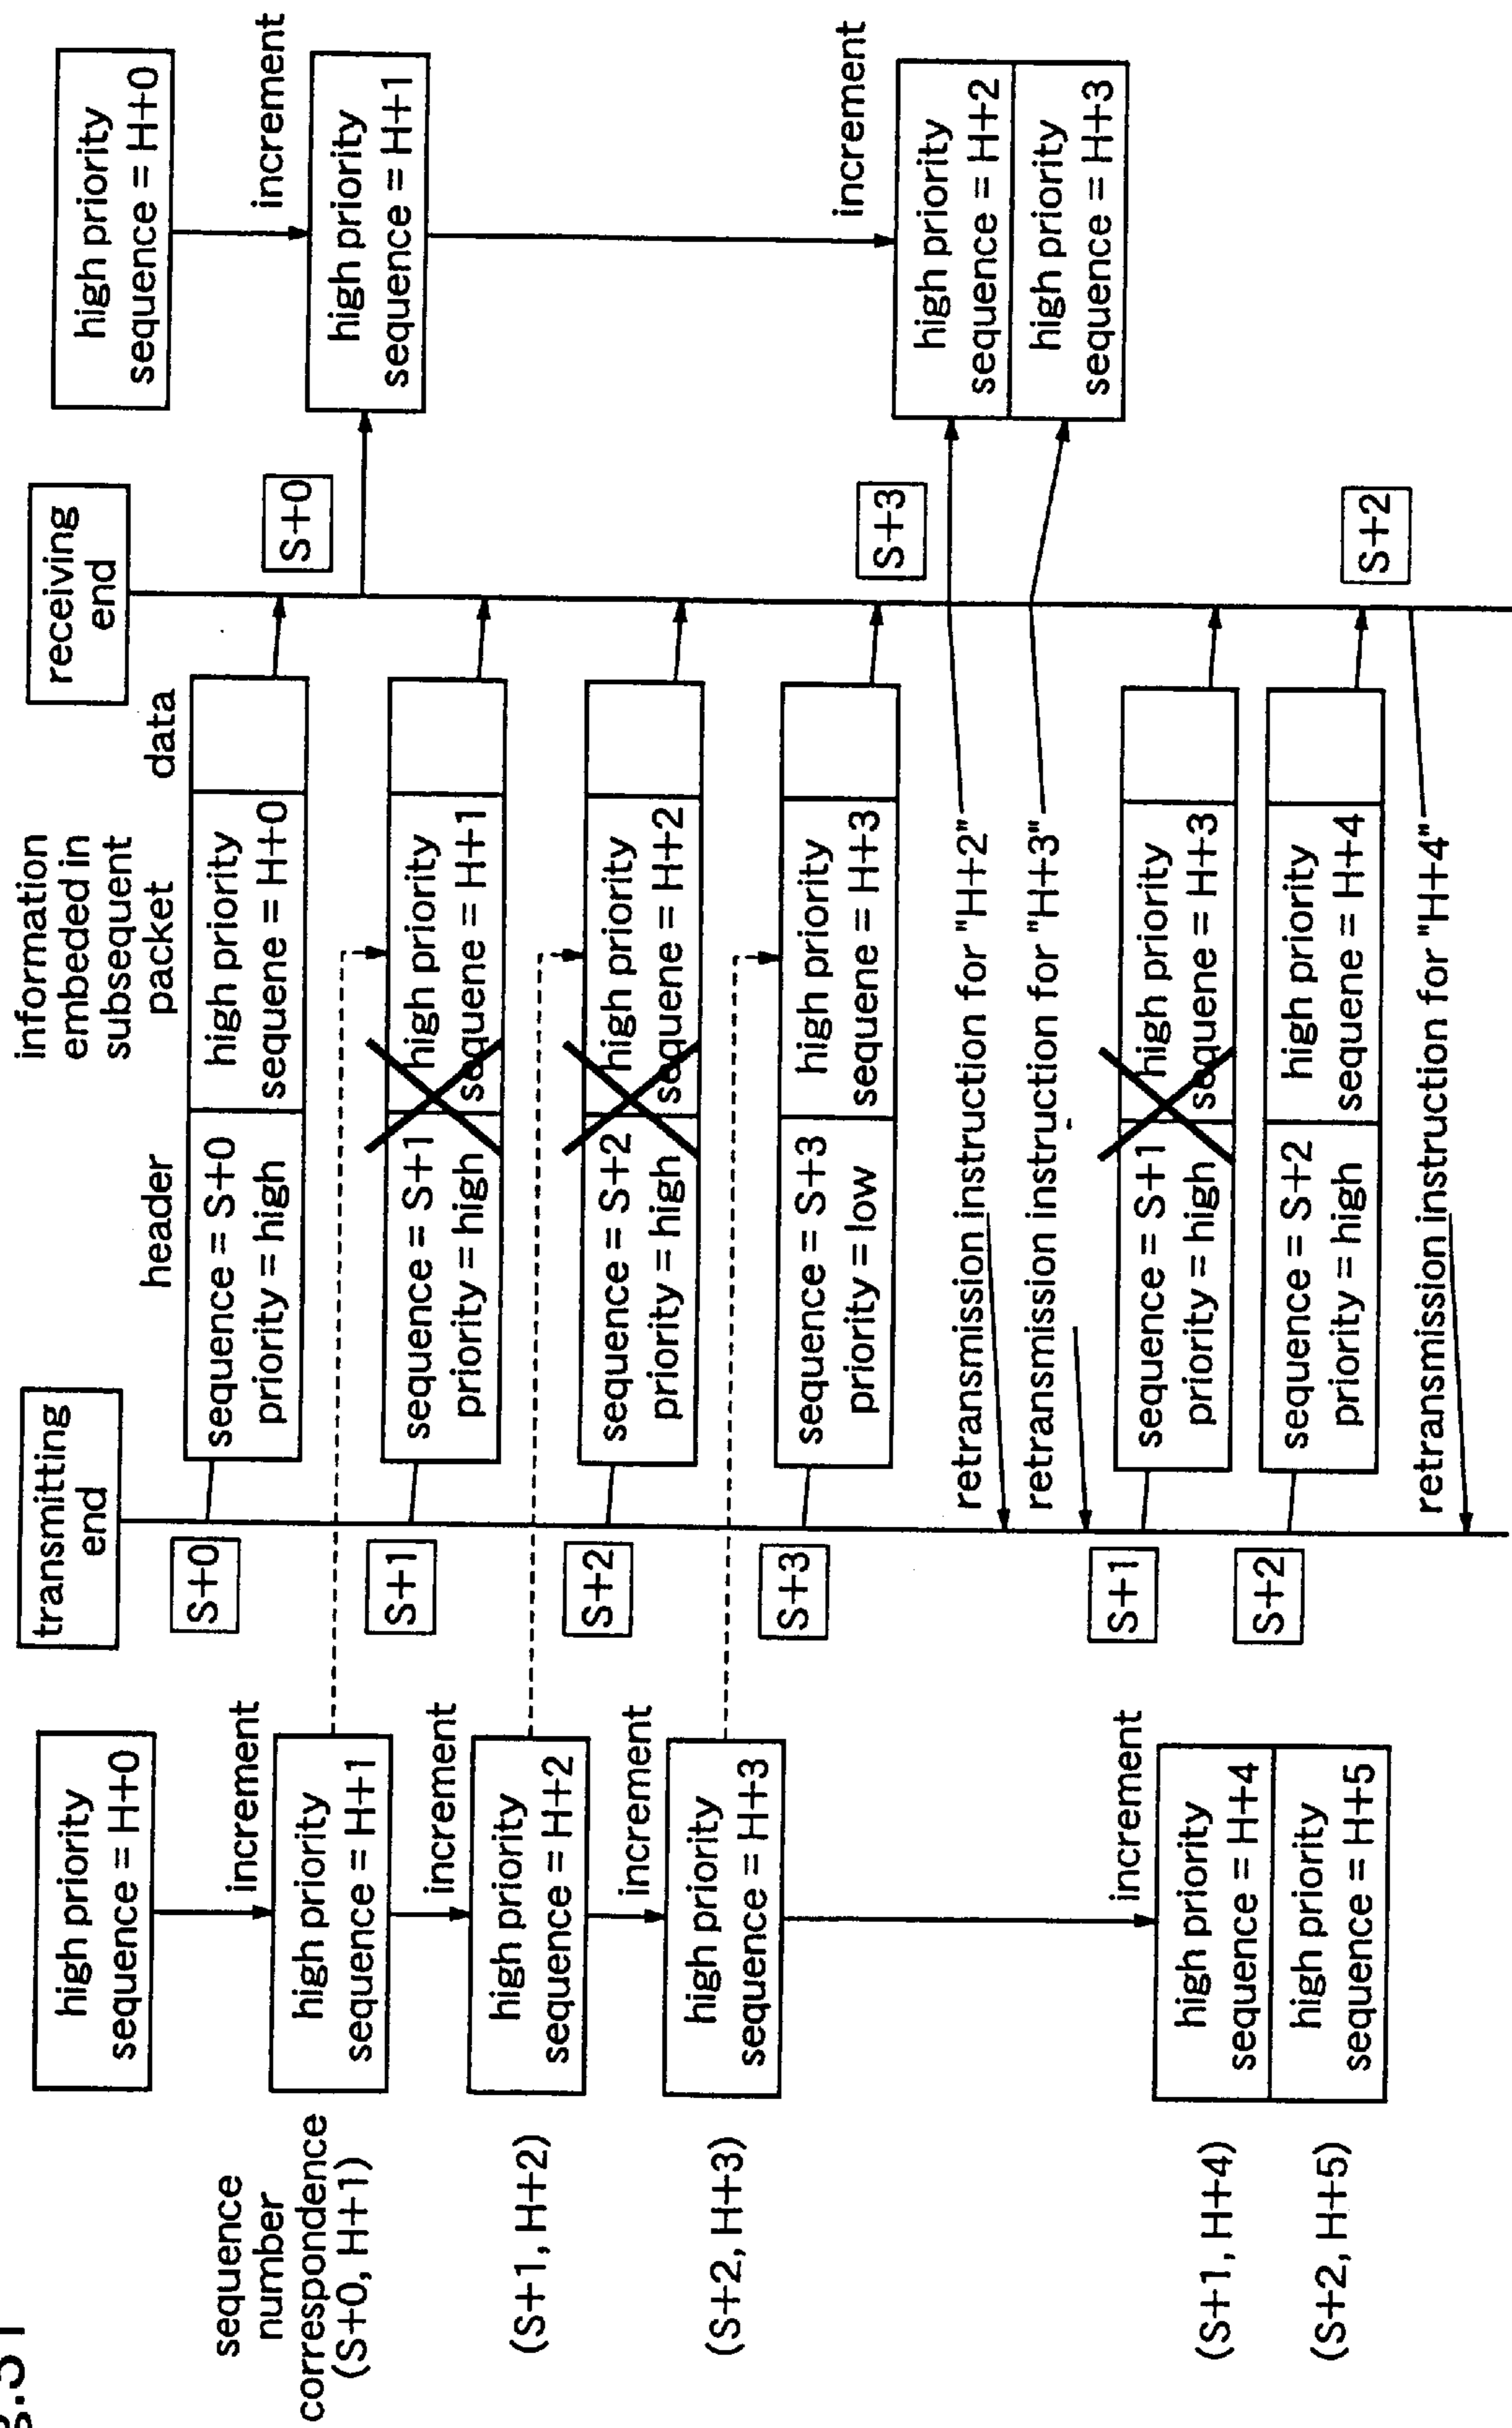 sequence
number
correspondence
(S+0, H+1)
(S+1, H+2)
(S+2, H+3)
(S+1, H+4)
(S+2, H+5)
high priority
sequence = H+0
increment
high priority
sequence = H+1
increment
high priority
sequence = H+2
increment
high priority
sequence = H+3
increment
high priority
sequence = H+4
high priority
sequence = H+5
transmitting
end
S+0
S+1
S+2
S+3
S+1
S+2
header
information
embeded in
subsequent
packet
data
sequence = S+0
priority = high
high priority
sequene = H+0
sequence = S+1
priority = high
high priority
sequene = H+1
sequence = S+2
priority = high
high priority
sequene = H+2
sequence = S+3
priority = low
high priority
sequene = H+3
retransmission instruction for "H+2"
retransmission instruction for "H+3"
sequence = S+1
priority = high
high priority
sequene = H+3
sequence = S+2
priority = high
high priority
sequene = H+4
retransmission instruction for "H+4"
receiving
end
S+0
S+3
S+2
high priority
sequence = H+0
increment
high priority
sequence = H+1
increment
high priority
sequence = H+2
high priority
sequence = H+3